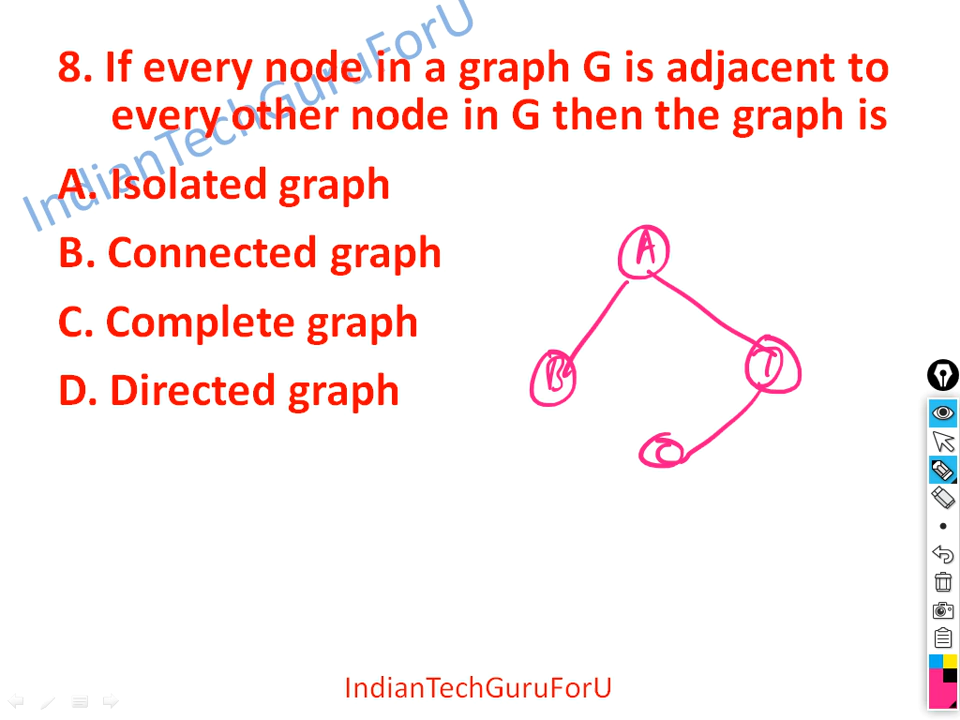 IndianTechGuruForU
8. If every node in a graph G is adjacent to
every other node in G then the graph is
A. Isolated graph
B. Connected graph
C. Complete graph
D. Directed graph
A
B
C
IndianTechGuruForU